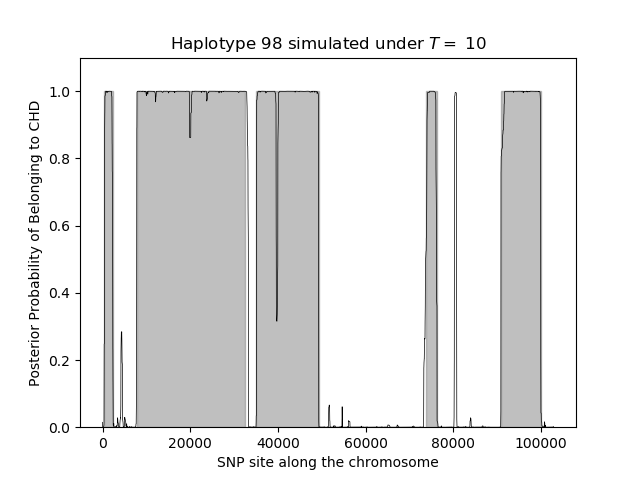 Haplotype 98 simulated under T = 10
Posterior Probability of Belonging to CHD
1.0
0.8
0.6
0.4
0.2
0.0
0 20000 40000 60000 80000 100000
SNP site along the chromosome